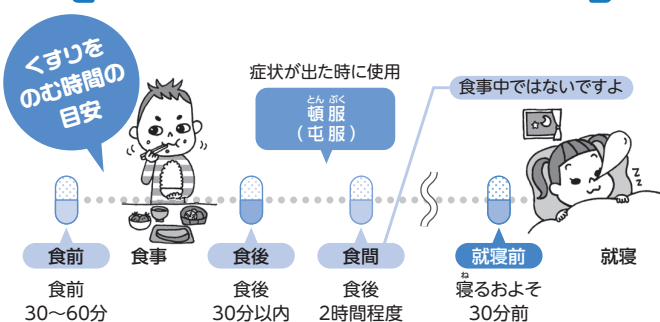 くすりを
のむ時間の
目安
症状が出た時に使用
とん ぷく
頓服
（屯服）
食事中ではないですよ
z
z
z
食前
食事
食後
食間
就寝前
就寝
食前
30〜60分
食後
30分以内
食後
2時間程度
ね
寝るおよそ
30分前